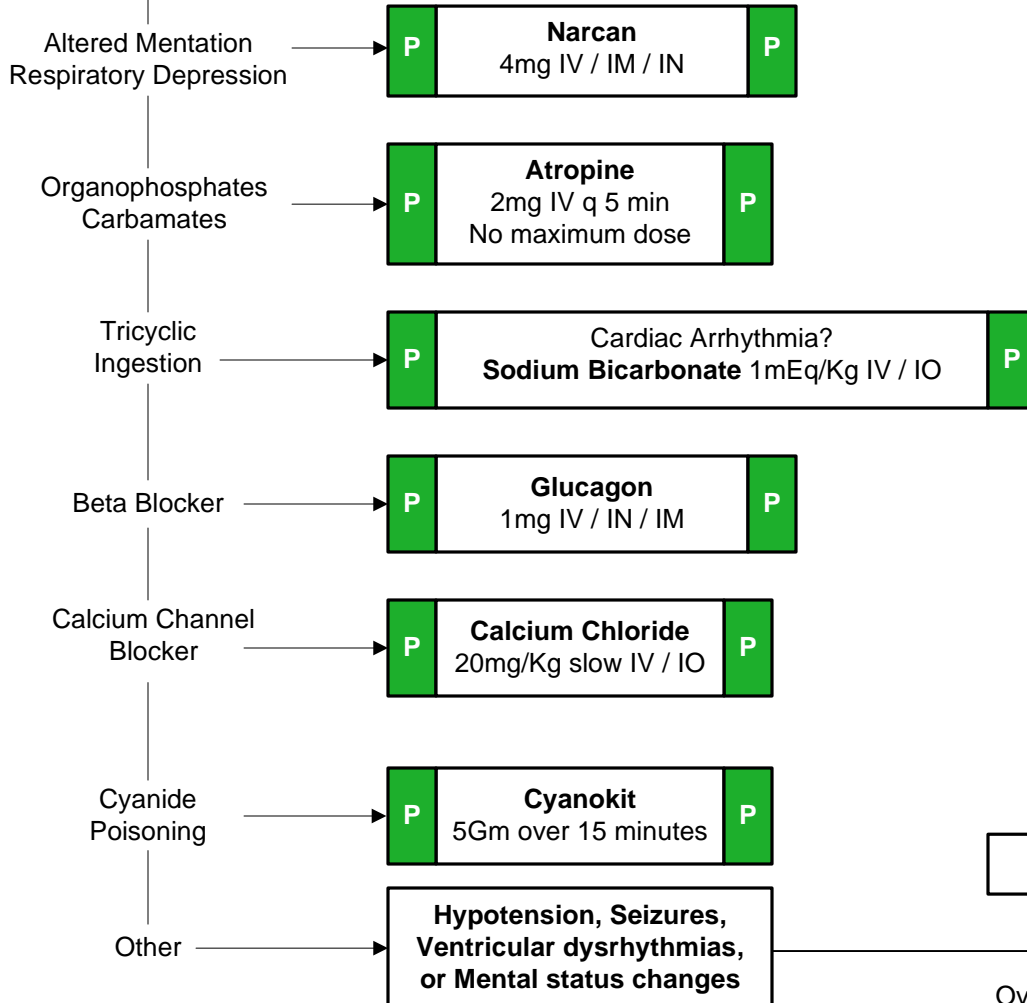 Altered Mentation
Respiratory Depression
P
Narcan
4mg IV / IM / IN
P
Organophosphates
Carbamates
P
Atropine
2mg IV q 5 min
No maximum dose
P
Tricyclic
Ingestion
P
Cardiac Arrhythmia?
Sodium Bicarbonate 1mEq/Kg IV / IO
P
Beta Blocker
P
Glucagon
1mg IV / IN / IM
P
Calcium Channel
Blocker
P
Calcium Chloride
20mg/Kg slow IV / IO
P
Cyanide
Poisoning
P
Cyanokit
5Gm over 15 minutes
P
Other
Hypotension, Seizures,
Ventricular dysrhythmias,
or Mental status changes
Ov